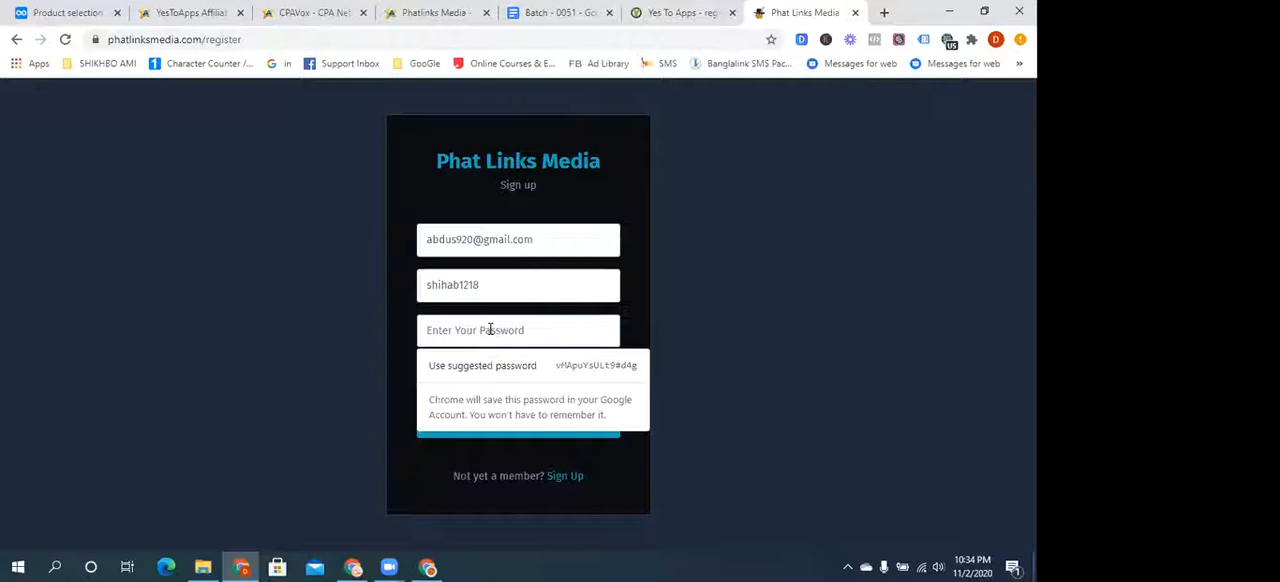 Product selection
YesToApps Affiliat
CPAVox - CPA Net
Phatlinks Media -
Batch - 0051 - Go
Yes To Apps - reg
Phat Links Media
phatlinksmedia.com/register
US
D
Apps
SHIKHBO AMI
Character Counter /...
in
Support Inbox
GooGle
Online Courses & E...
FB Ad Library
SMS
Banglalink SMS Pac...
Messages for web
Messages for web
»
Phat Links Media
Sign up
abdus920@gmail.com
shihab1218
Enter Your Password
Use suggested password vMApuYsULt9#d4g
Chrome will save this password in your Google
Account. You won't have to remember it.
Not yet a member? Sign Up
10:34 PM
11/2/2020